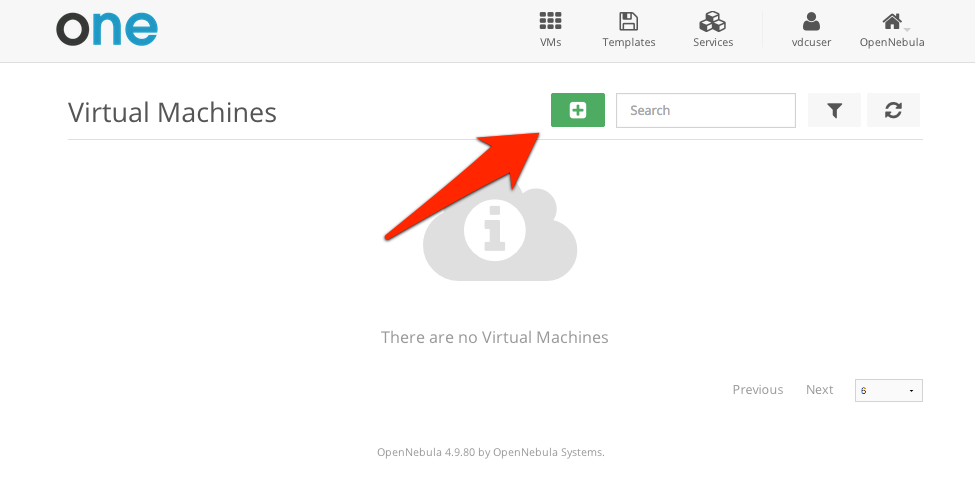 one
VMs
Templates
Services
vdcuser
OpenNebula
Virtual Machines
Search
There are no Virtual Machines
Previous
Next
6
OpenNebula 4.9.80 by OpenNebula Systems.